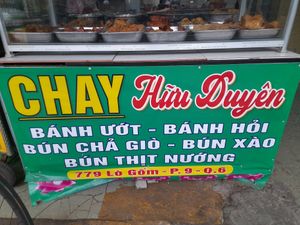 CHAY Hữu Duyên
BÁNH ƯỚT - BÁNH HỎI
BÚN CHẢ GIÒ - BÚN XÀO
BÚN THỊT NƯỚNG
779 Lò Gốm - P.9 - Q.6